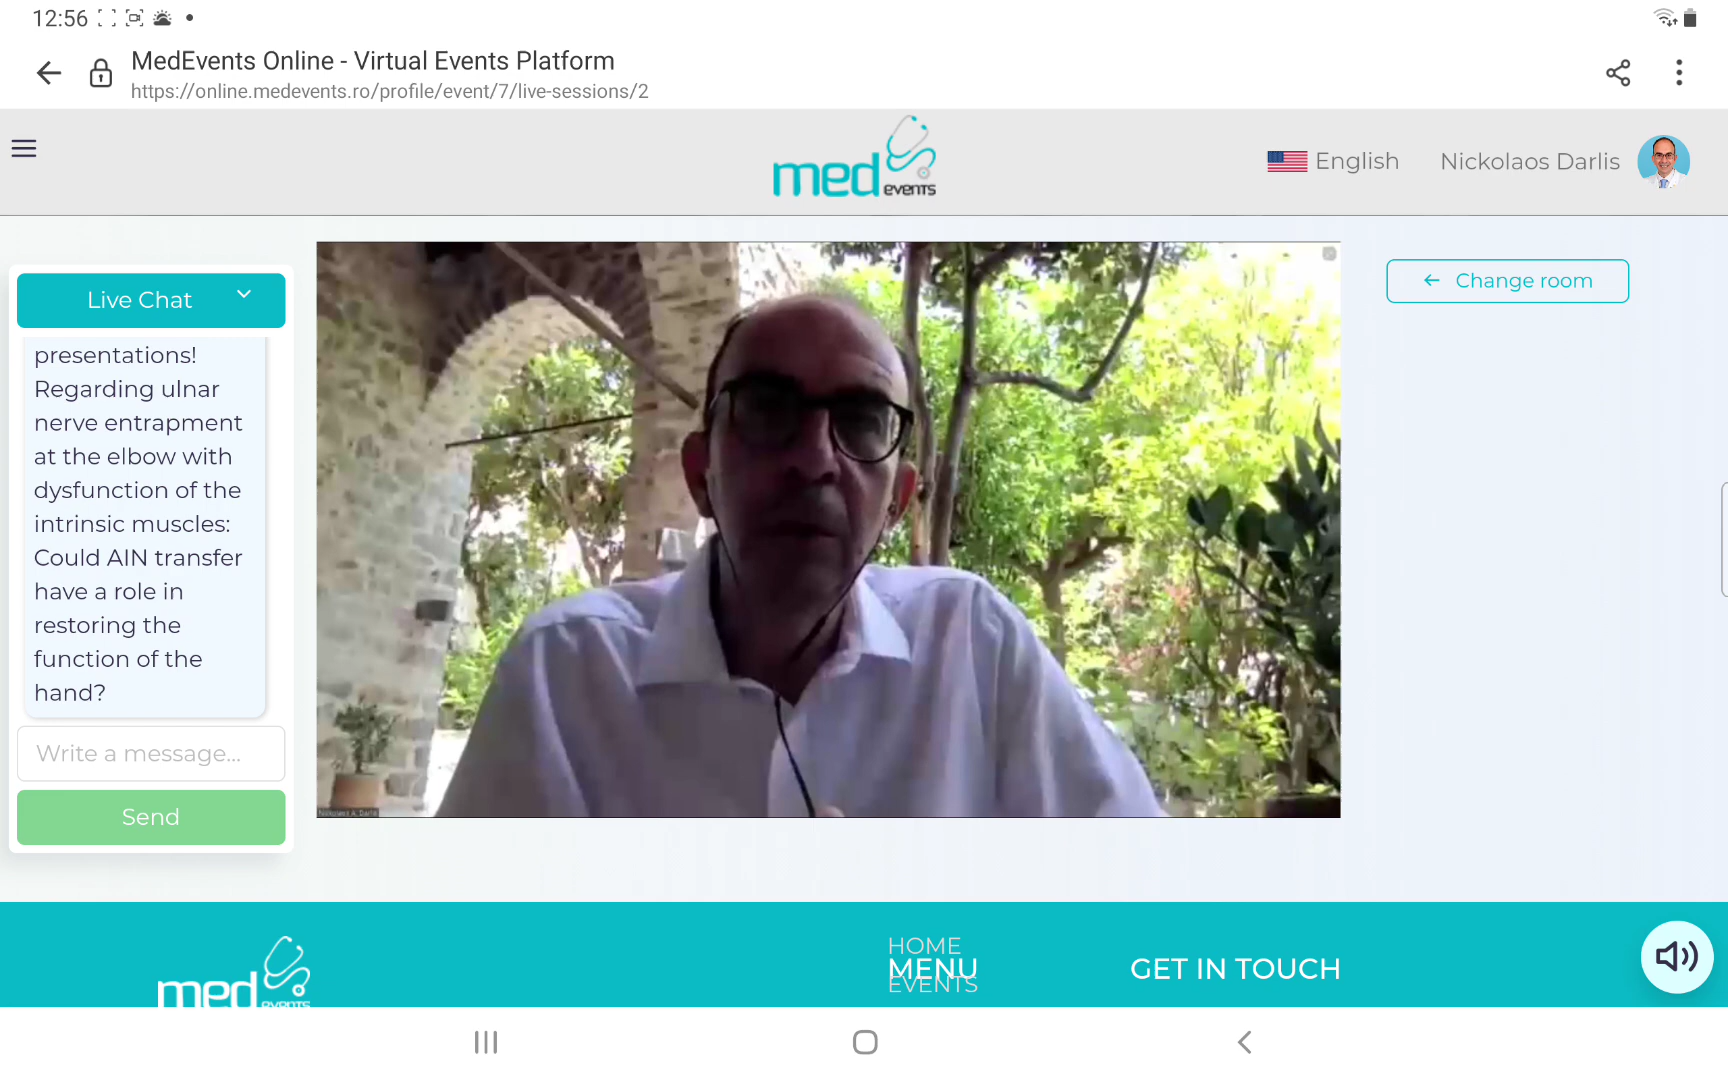 12:56
MedEvents Online - Virtual Events Platform
https://online.medevents.ro/profile/event/7/live-sessions/2
med
events
English
Nickolaos Darlis
Live Chat
presentations!
Regarding ulnar
nerve entrapment
at the elbow with
dysfunction of the
intrinsic muscles:
Could AIN transfer
have a role in
restoring the
function of the
hand?
Write a message...
Send
Nickolaos A. Darlis
Change room
med
events
HOME
MENU
EVENTS
GET IN TOUCH